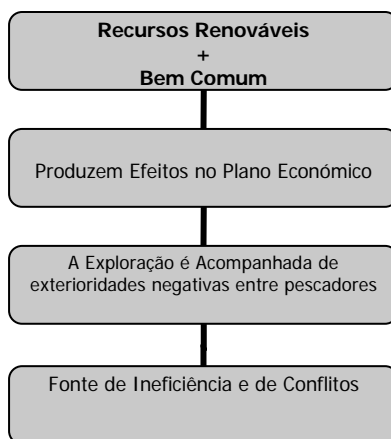 Recursos Renováveis
+
Bem Comum
Produzem Efeitos no Plano Económico
A Exploração é Acompanhada de
exterioridades negativas entre pescadores
Fonte de Ineficiência e de Conflitos